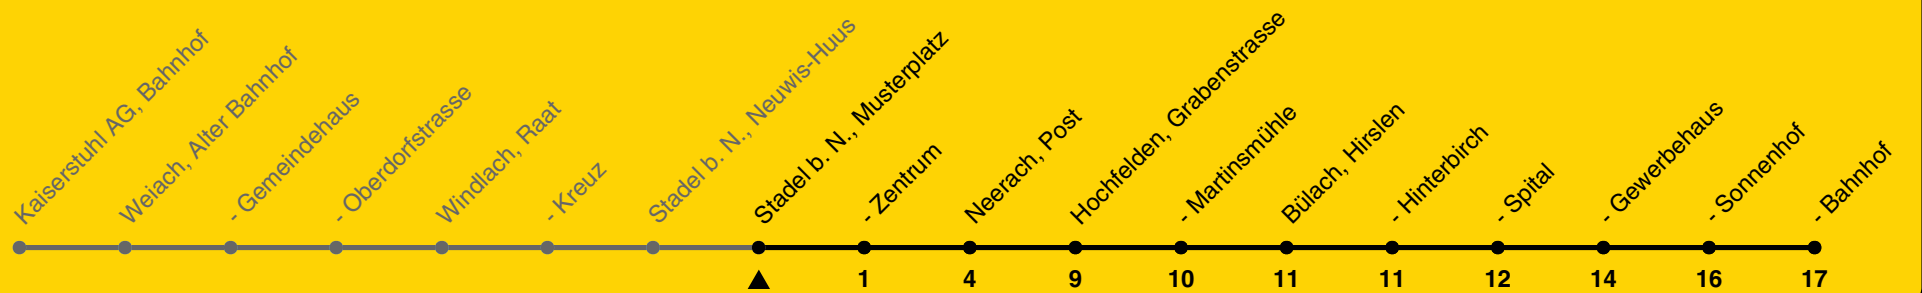 Kaiserstuhl AG, Bahnhof
Weiach, Alter Bahnhof
- Gemeindehaus
- Oberdorfstrasse
Windlach, Raat
- Kreuz
Stadel b. N., Neuwis-Huus
Stadel b. N., Musterplatz
- Zentrum
Neerach, Post
Hochfelden, Grabenstrasse
- Martinsmühle
Bülach, Hirslen
- Hinterbirch
- Spital
- Gewerbehaus
- Sonnenhof
- Bahnhof
1 4 9 10 11 11 12 14 16 17